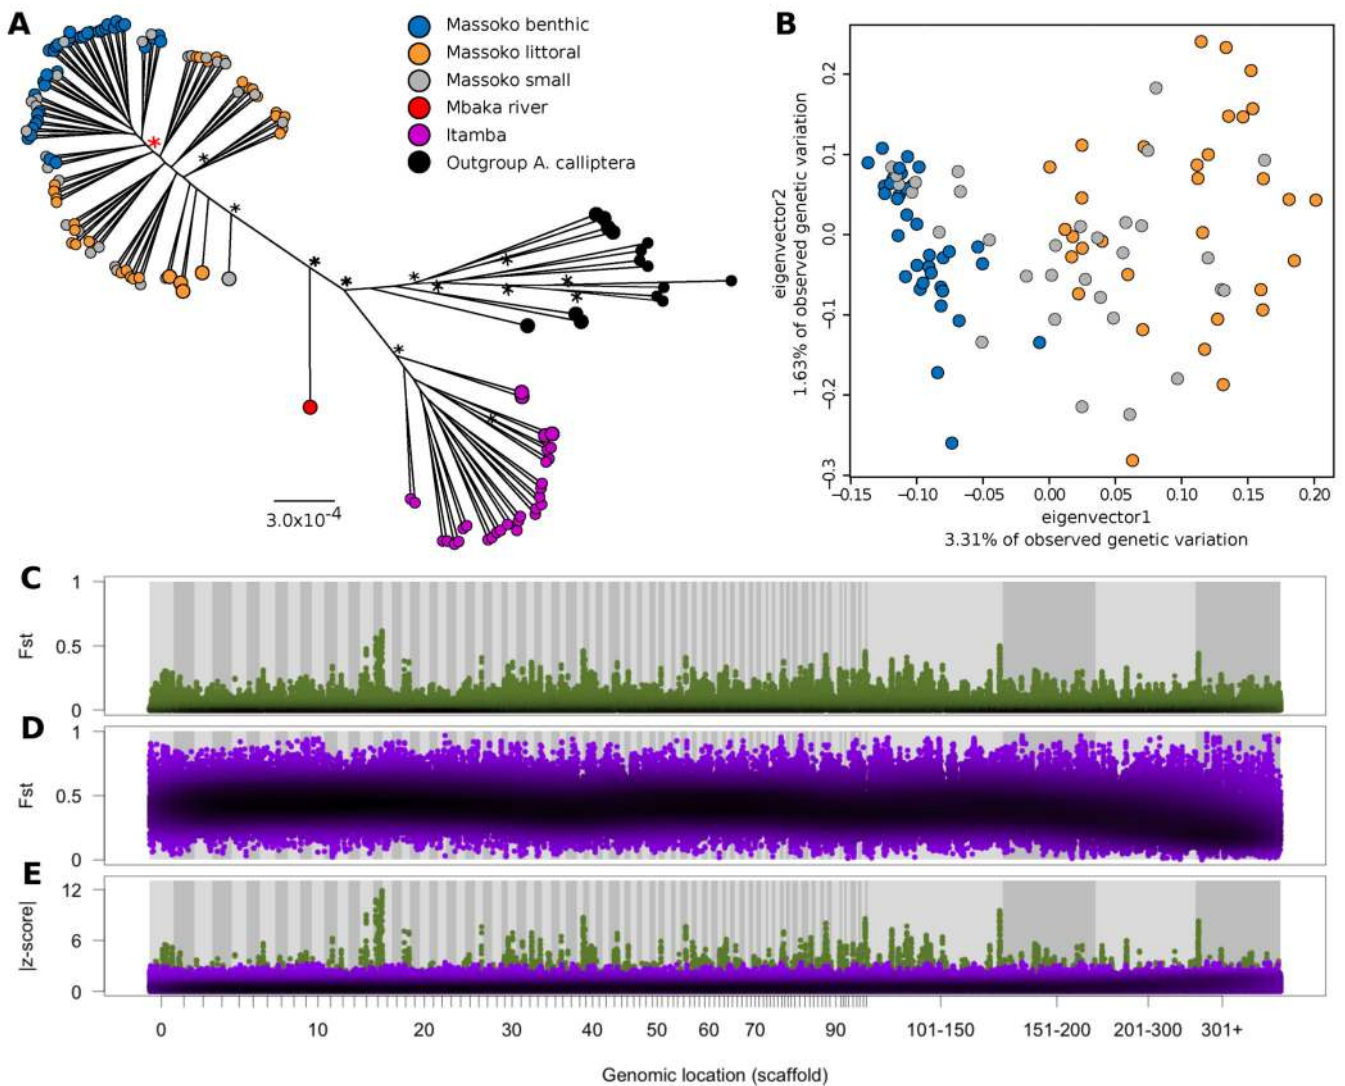 A
Massoko benthic
Massoko littoral
Massoko small
Mbaka river
Itamba
Outgroup A. calliptera
* * * * * * * * * * * * * *
3.0x10-4
B
eigenvector2
1.63% of observed genetic variation
0.2
0.1
0.0
−0.1
−0.2
−0.3
−0.15 −0.10 −0.05 0.00 0.05 0.10 0.15 0.20
eigenvector1
3.31% of observed genetic variation
C
Fst
1
0.5
0
D
Fst
1
0.5
0
E
|z-score|
12
6
0
0 10 20 30 40 50 60 70 90 101-150 151-200 201-300 301+
Genomic location (scaffold)